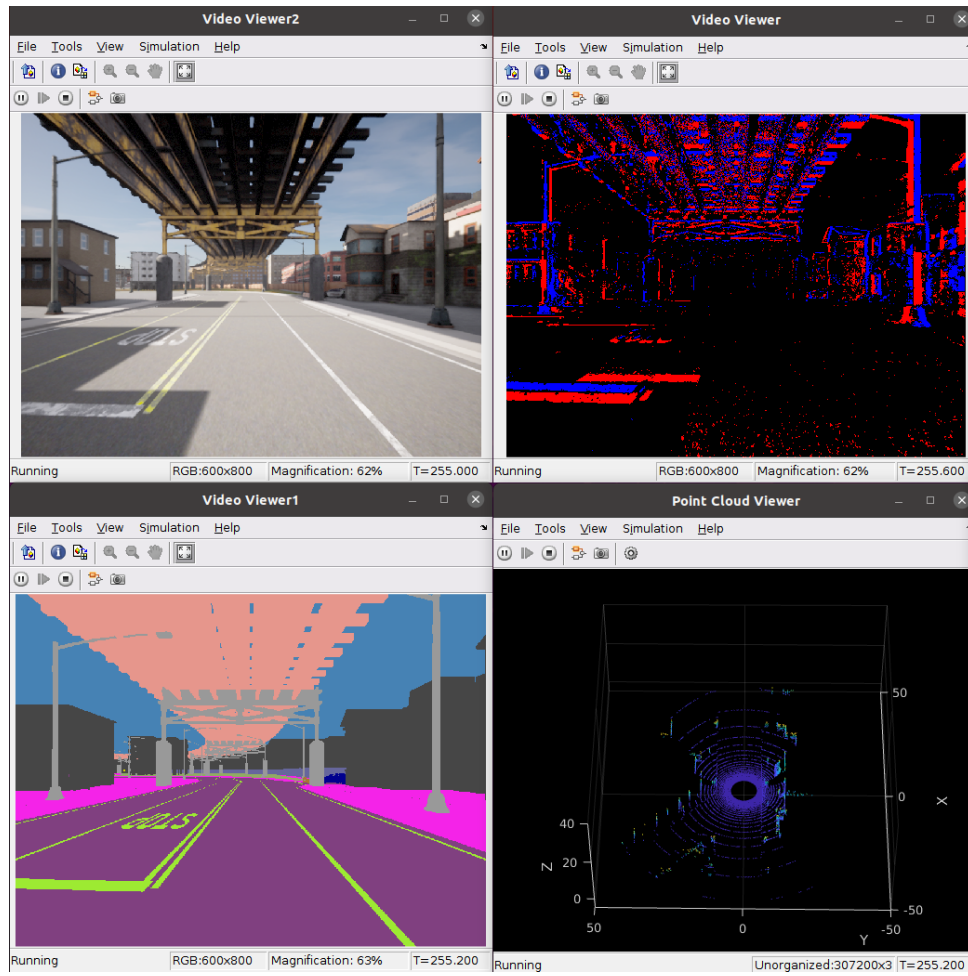 Video Viewer2
File Tools View Simulation Help
STOP
Running RGB:600x800 Magnification: 62% T=255.000
Video Viewer
File Tools View Simulation Help
Running RGB:600x800 Magnification: 62% T=255.600
Video Viewer1
File Tools View Simulation Help
STOP
Running RGB:600x800 Magnification: 63% T=255.200
Point Cloud Viewer
File Tools View Simulation Help
50
0
-50
X
40
20
0
Z
50
0
-50
Y
Running Unorganized:307200x3 T=255.200